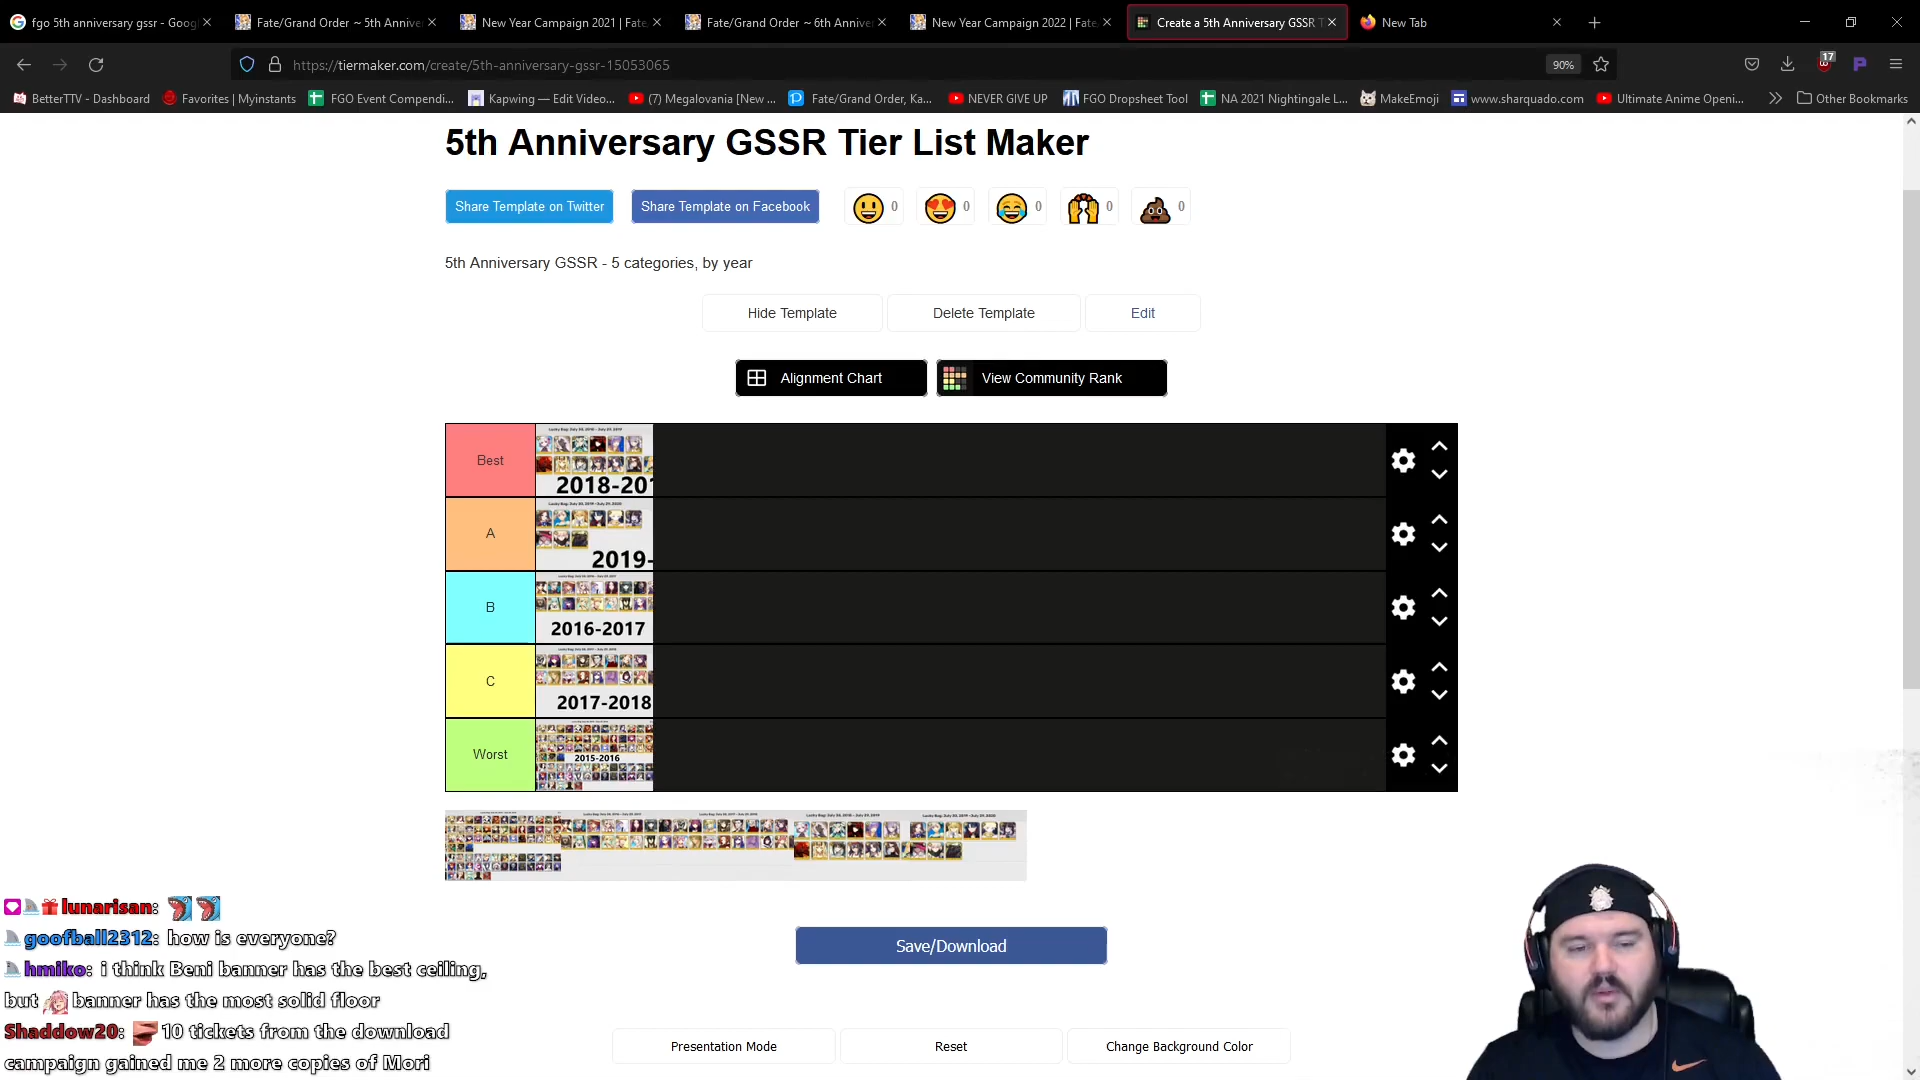 fgo 5th anniversary gssr - Goog
Fate/Grand Order ~ 5th Annive
New Year Campaign 2021 | Fate
Fate/Grand Order ~ 6th Annive
New Year Campaign 2022 | Fate
Create a 5th Anniversary GSSR T
New Tab
https://tiermaker.com/create/5th-anniversary-gssr-15053065
90%
17
BetterTTV - Dashboard
Favorites | Myinstants
FGO Event Compendi...
Kapwing — Edit Video...
(7) Megalovania [New ...
Fate/Grand Order, Ka...
NEVER GIVE UP
FGO Dropsheet Tool
NA 2021 Nightingale L...
MakeEmoji
www.sharquado.com
Ultimate Anime Openi...
Other Bookmarks
5th Anniversary GSSR Tier List Maker
Share Template on Twitter
Share Template on Facebook
0
0
0
0
0
5th Anniversary GSSR - 5 categories, by year
Hide Template
Delete Template
Edit
Alignment Chart
View Community Rank
Best
2018-201
A
2019-
B
2016-2017
C
2017-2018
Worst
2015-2016
Save/Download
Presentation Mode
Reset
Change Background Color
lunarisan:
goofball2312: how is everyone?
hmiko: i think Beni banner has the best ceiling,
but banner has the most solid floor
Shaddow20: 10 tickets from the download
campaign gained me 2 more copies of Mori